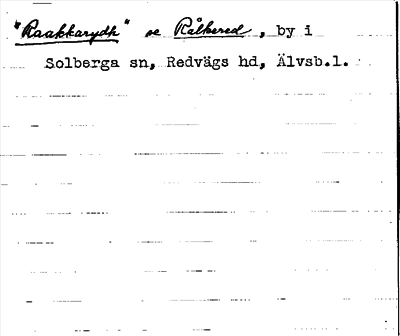 "Raakkarydh" se Råkered, by i
Solberga sn, Redvägs hd, Älvsb.l.